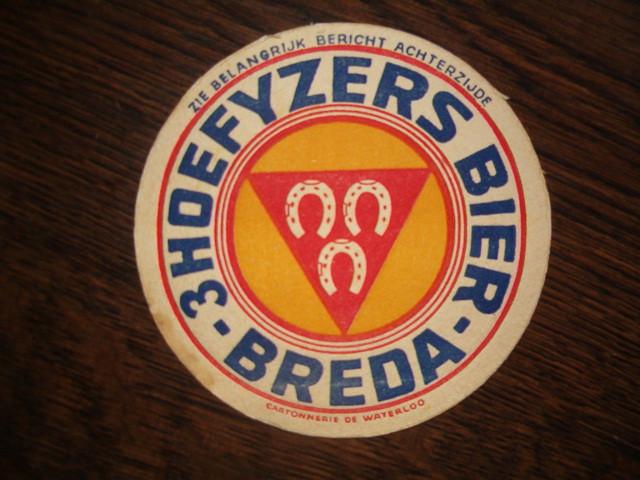 ZIE BELANGRIJK BERICHT ACHTERZIJDE
3 HOEFYZERS BIER - BREDA -
CARTONNERIE DE WATERLOO